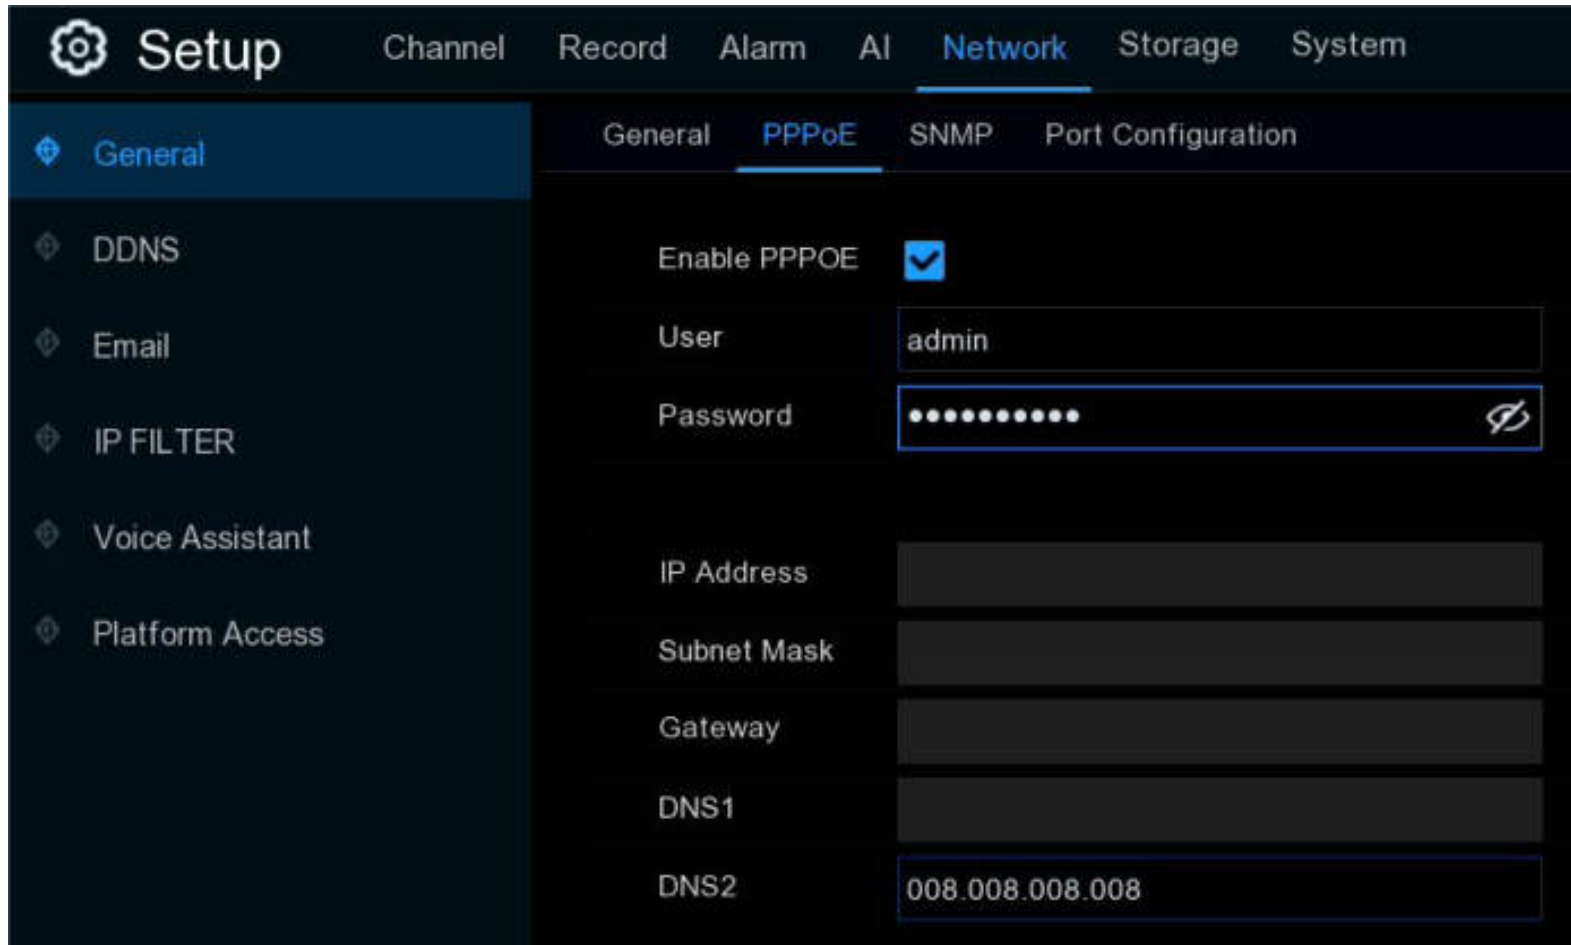 Setup Channel Record Alarm AI Network Storage System
General PPPoE SNMP Port Configuration
General
DDNS
Email
IP FILTER
Voice Assistant
Platform Access
Enable PPPOE
User admin
Password ••••••••••
IP Address
Subnet Mask
Gateway
DNS1
DNS2 008.008.008.008